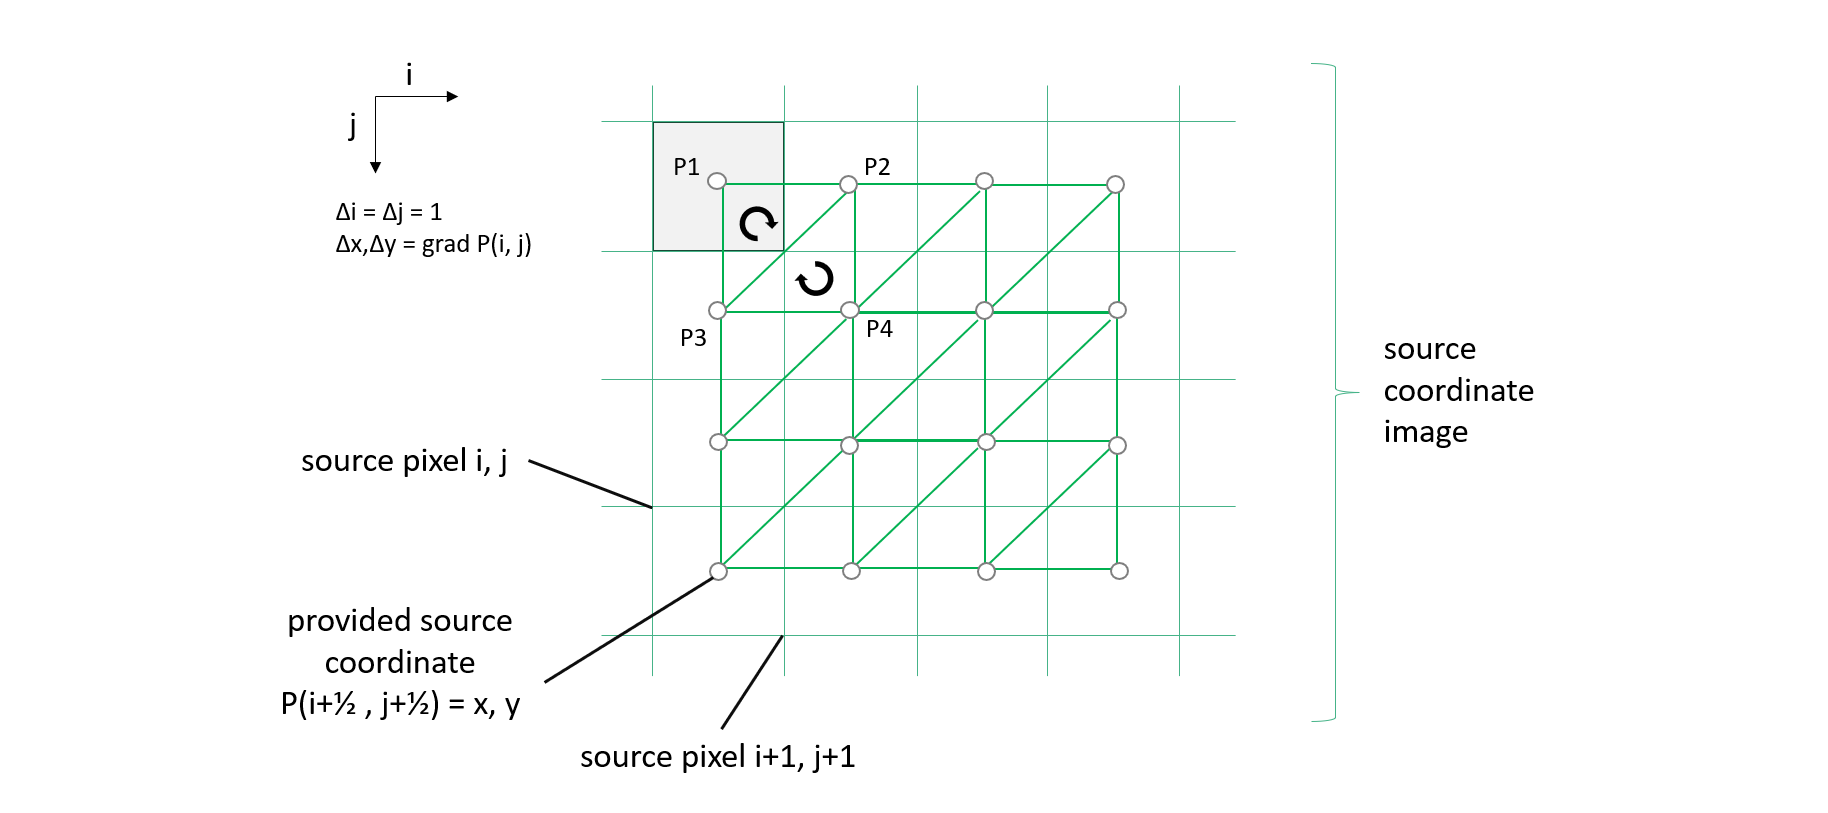 i
j
Δi = Δj = 1
Δx,Δy = grad P(i, j)
P1
P2
P3
P4
source
coordinate
image
source pixel i, j
provided source
coordinate
P(i+½ , j+½) = x, y
source pixel i+1, j+1